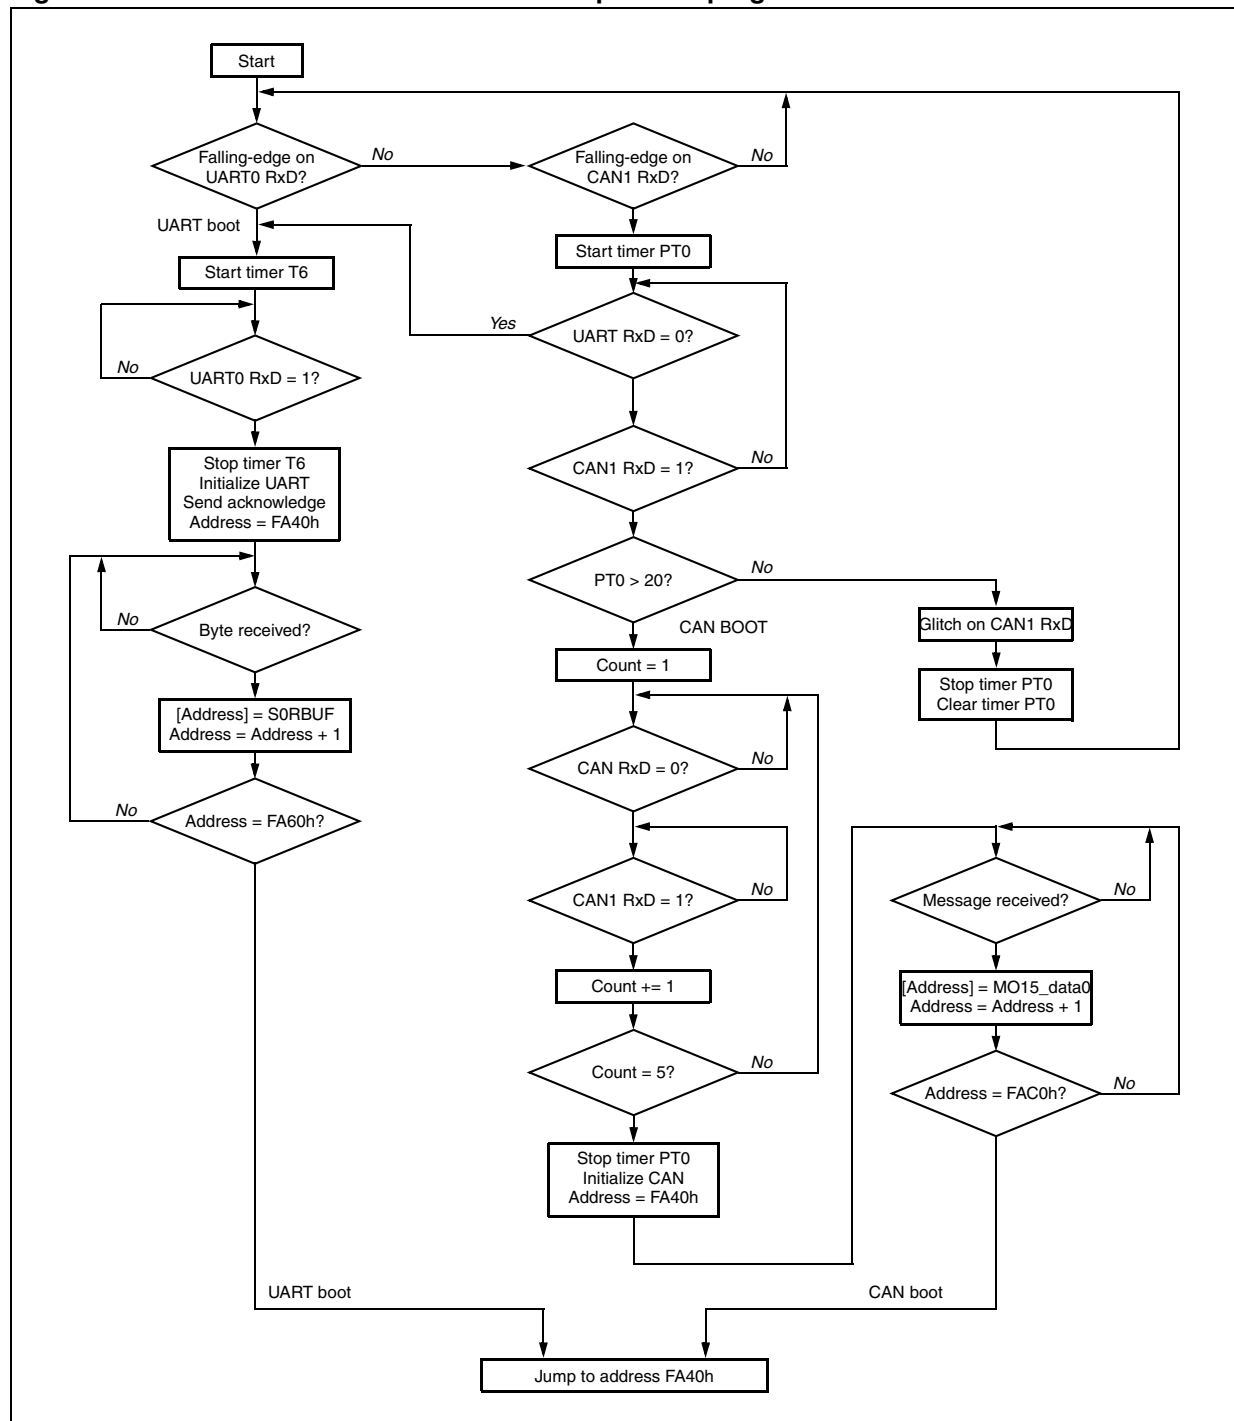 Start
Falling-edge on
UART0 RxD?
No
Falling-edge on
CAN1 RxD?
No
UART boot
Start timer PT0
Start timer T6
Yes
UART RxD = 0?
No
UART0 RxD = 1?
Stop timer T6
Initialize UART
Send acknowledge
Address = FA40h
CAN1 RxD = 1?
No
PT0 > 20?
No
No
Byte received?
CAN BOOT
Glitch on CAN1 RxD
Count = 1
Stop timer PT0
Clear timer PT0
[Address] = S0RBUF
Address = Address + 1
CAN RxD = 0?
No
No
Address = FA60h?
CAN1 RxD = 1?
No
Message received?
No
Count += 1
[Address] = MO15_data0
Address = Address + 1
Count = 5?
No
Address = FAC0h?
No
Stop timer PT0
Initialize CAN
Address = FA40h
UART boot
CAN boot
Jump to address FA40h